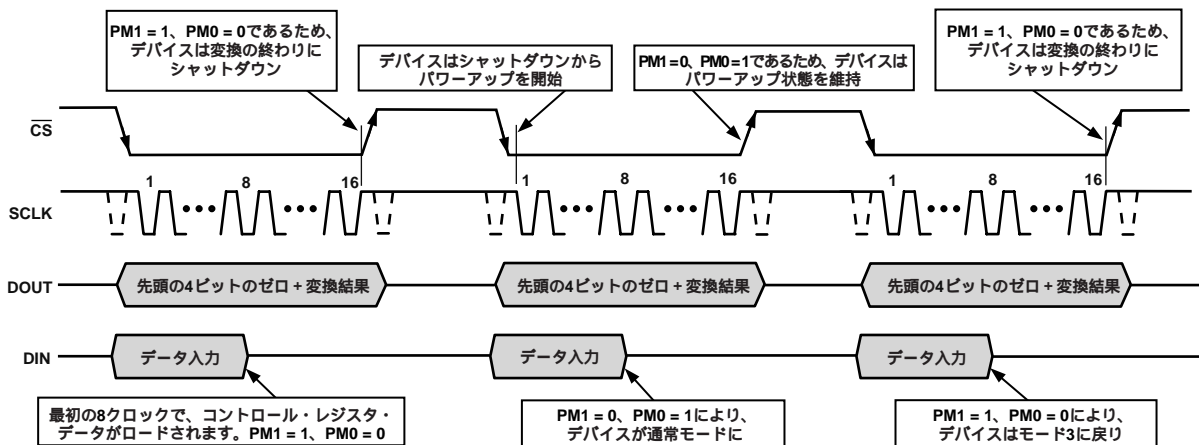 PM1 = 1、PM0 = 0であるため、
デバイスは変換の終わりに
シャットダウン
デバイスはシャットダウンから
パワーアップを開始
PM1 = 0、PM0 = 1であるため、デバイスは
パワーアップ状態を維持
PM1 = 1、PM0 = 0であるため、
デバイスは変換の終わりに
シャットダウン
CS
SCLK
1 8 16 1 8 16 1 8 16
DOUT
先頭の4ビットのゼロ + 変換結果
先頭の4ビットのゼロ + 変換結果
先頭の4ビットのゼロ + 変換結果
DIN
データ入力
データ入力
データ入力
最初の8クロックで、コントロール・レジスタ・
データがロードされます。PM1 = 1、PM0 = 0
PM1 = 0、PM0 = 1により、
デバイスが通常モードに
PM1 = 1、PM0 = 0により、
デバイスはモード3に戻り